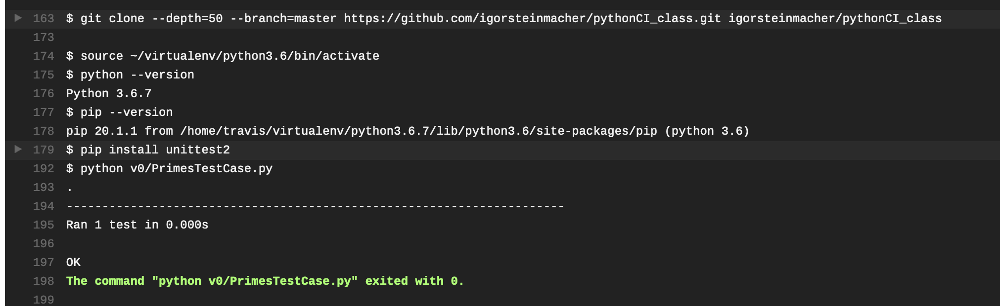 163 $ git clone --depth=50 --branch=master https://github.com/igorsteinmacher/pythonCI_class.git igorsteinmacher/pythonCI_class
173
174 $ source ~/virtualenv/python3.6/bin/activate
175 $ python --version
176 Python 3.6.7
177 $ pip --version
178 pip 20.1.1 from /home/travis/virtualenv/python3.6.7/lib/python3.6/site-packages/pip (python 3.6)
179 $ pip install unittest2
192 $ python v0/PrimesTestCase.py
193 .
194 ----------------------------------------------------------------------
195 Ran 1 test in 0.000s
196
197 OK
198 The command "python v0/PrimesTestCase.py" exited with 0.
199